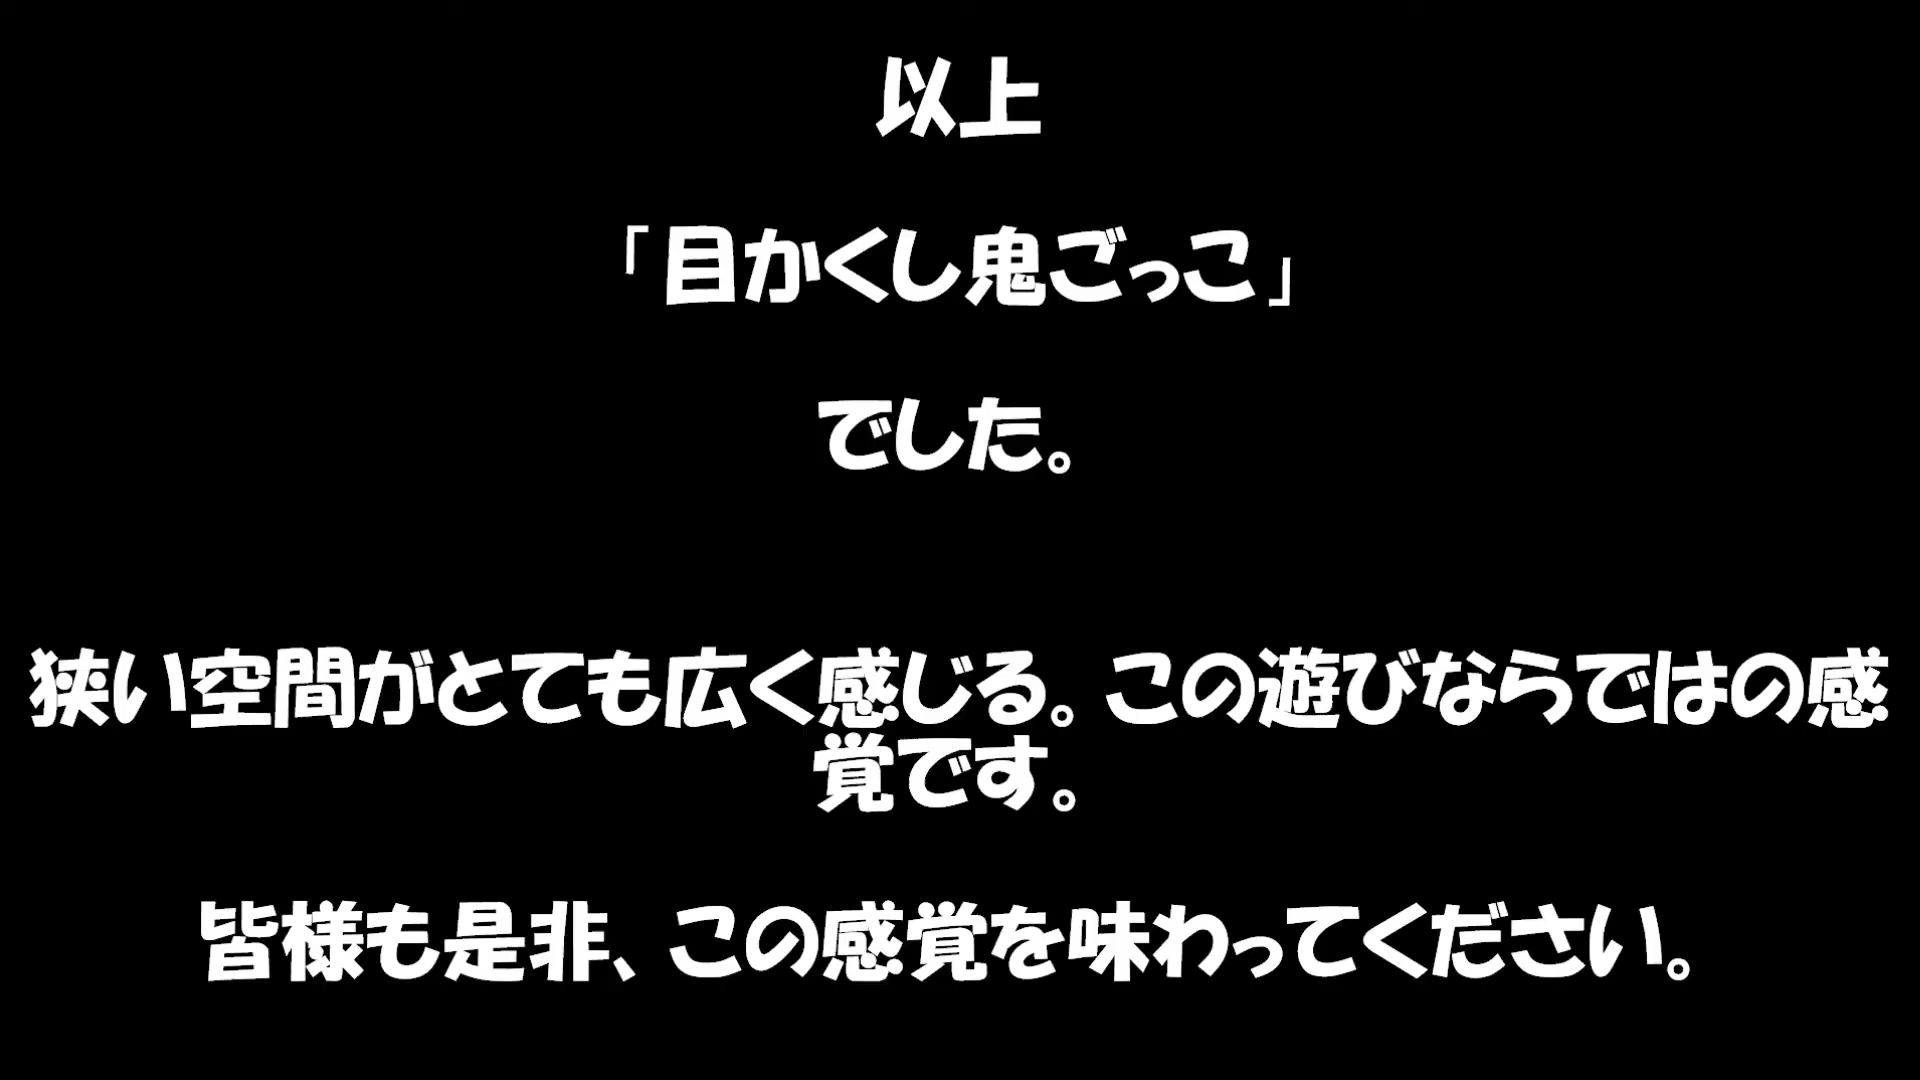 以上
「目かくし鬼ごっこ」
でした。
狭い空間がとても広く感じる。この遊びならではの感
覚です。
皆様も是非、この感覚を味わってください。